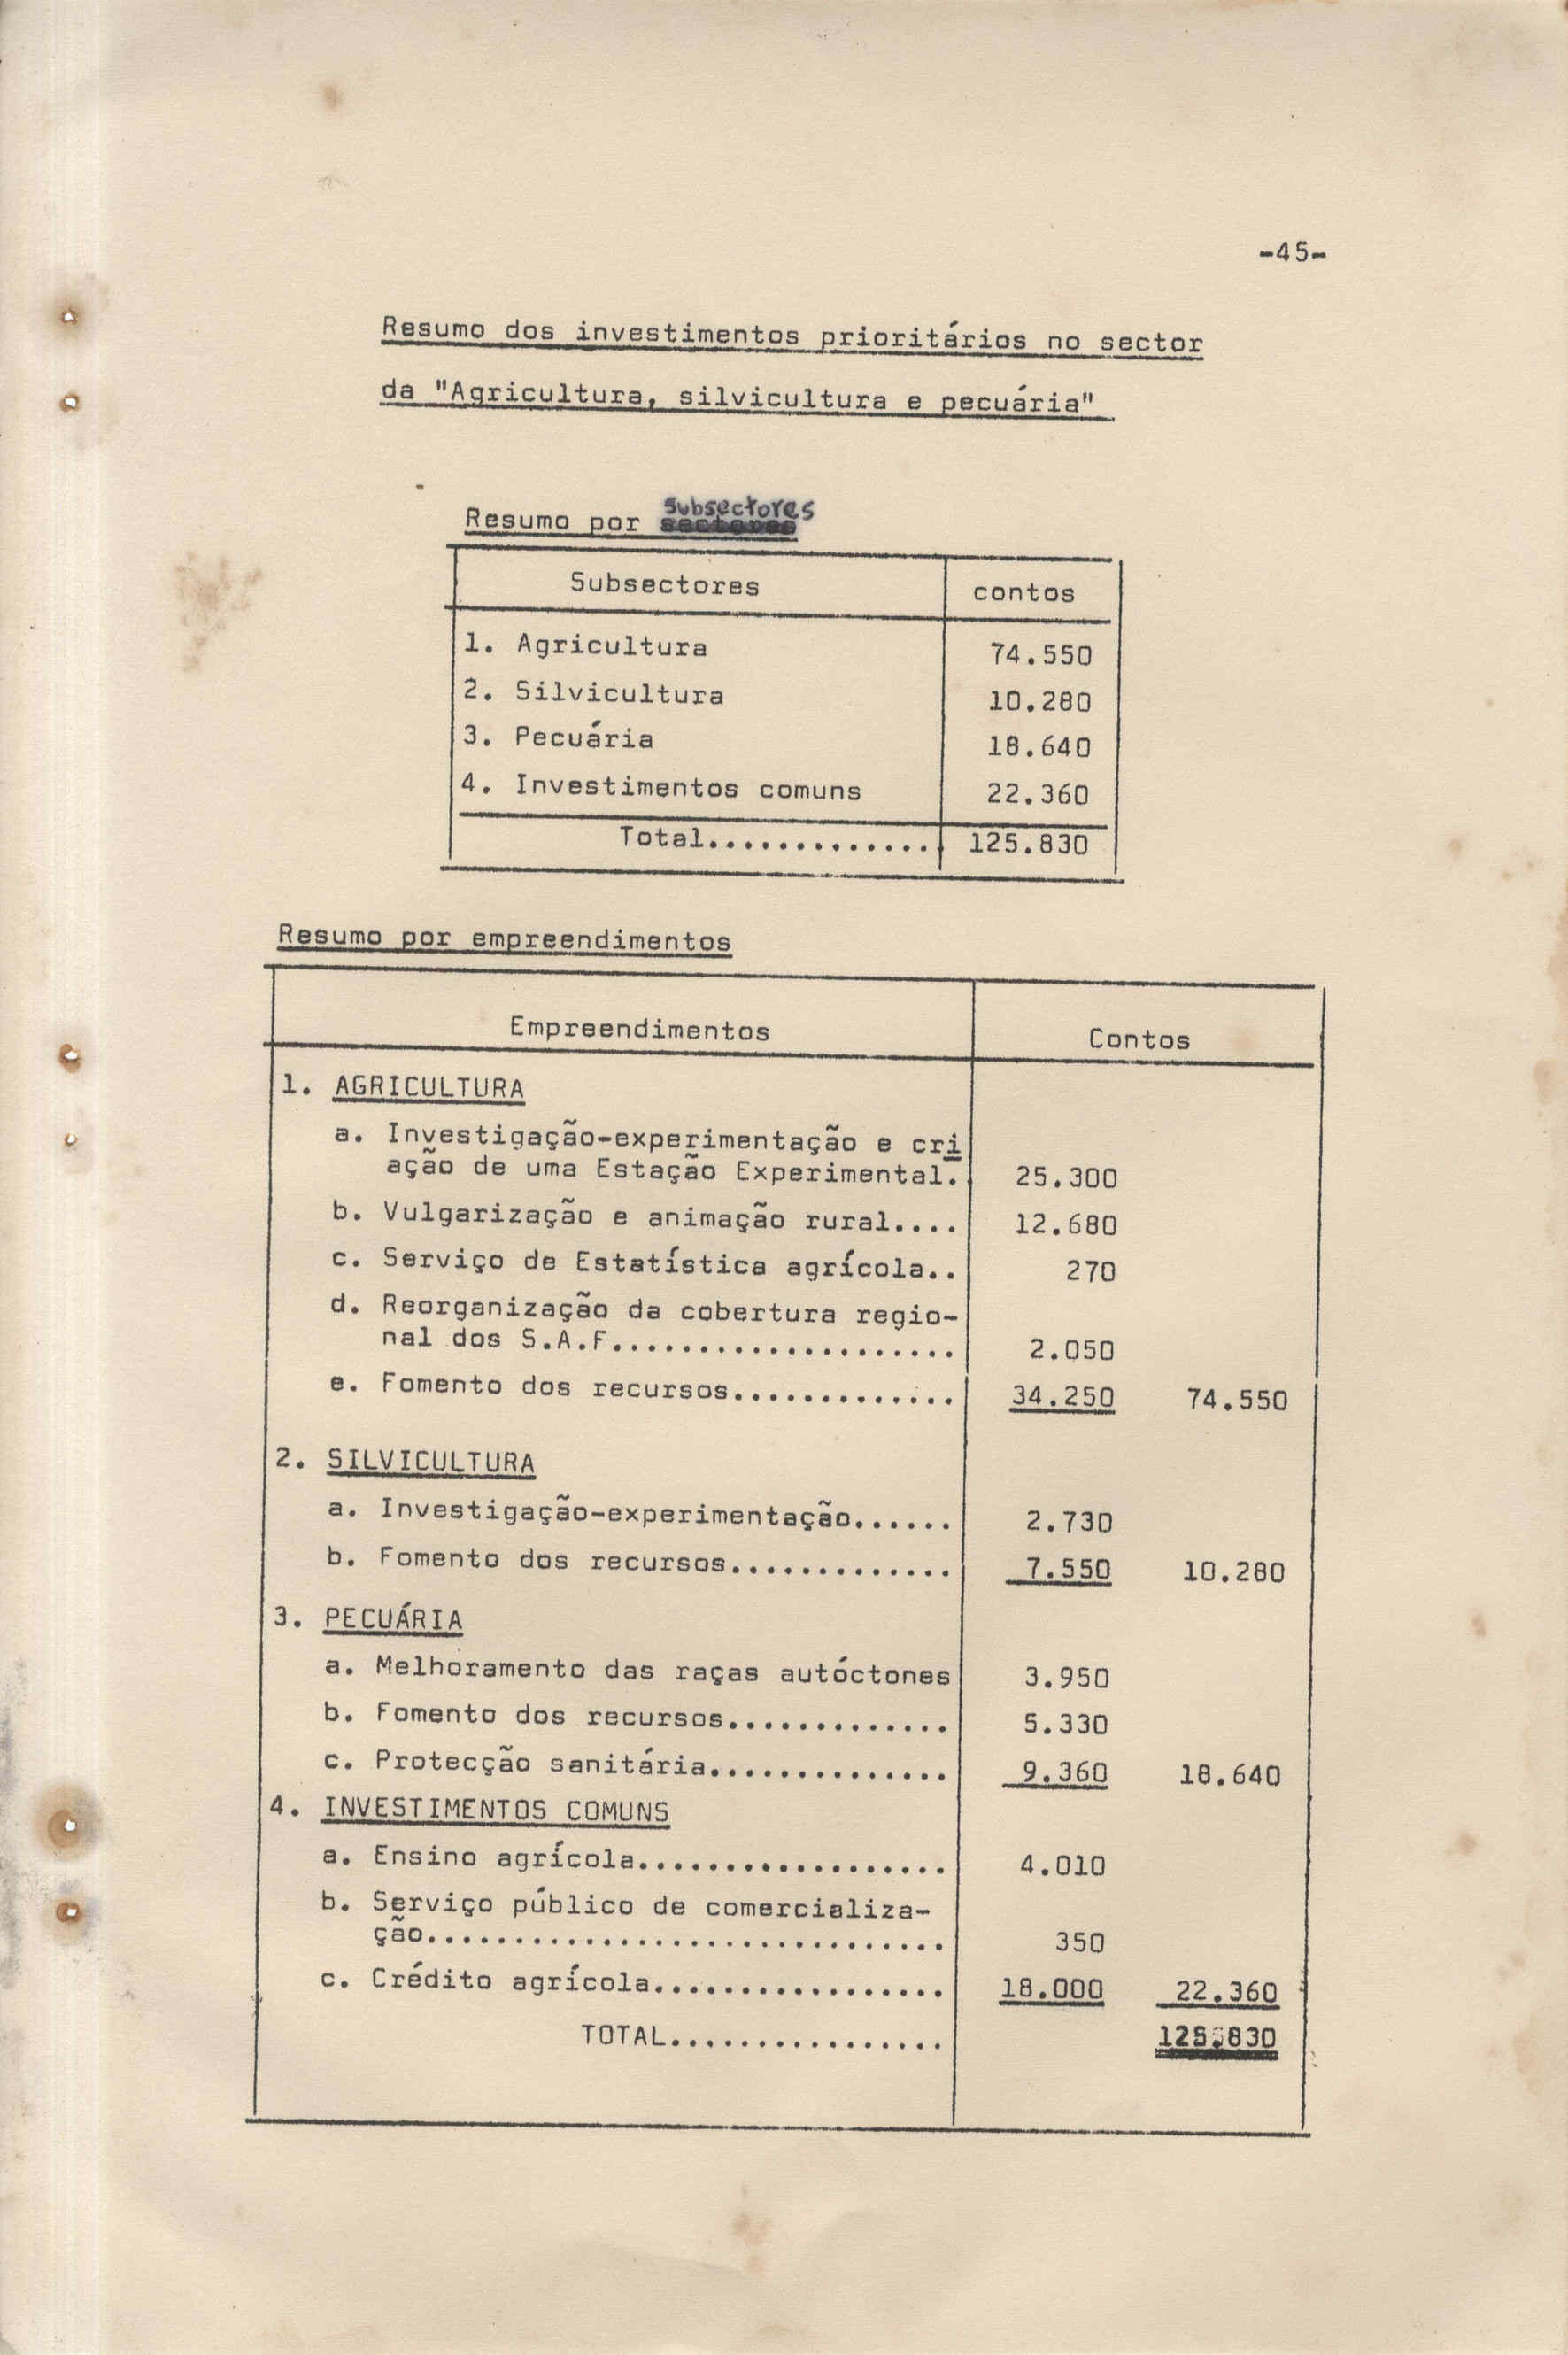 -45-
Resumo dos investimentos prioritários no sector
da "Agricultura, silvicultura e pecuária"
Resumo por Subsectores
Subsectores contos
1. Agricultura 74.550
2. Silvicultura 10.280
3. Pecuária 18.640
4. Investimentos comuns 22.360
Total............. 125.830
Resumo por empreendimentos
Empreendimentos Contos
1. AGRICULTURA
a. Investigação-experimentação e cri
ação de uma Estação Experimental. 25.300
b. Vulgarização e animação rural.... 12.680
c. Serviço de Estatística agrícola.. 270
d. Reorganização da cobertura regio-
nal dos S.A.F.................... 2.050
e. Fomento dos recursos............. 34.250 74.550
2. SILVICULTURA
a. Investigação-experimentação...... 2.730
b. Fomento dos recursos............. 7.550 10.280
3. PECUÁRIA
a. Melhoramento das raças autóctones 3.950
b. Fomento dos recursos............. 5.330
c. Protecção sanitária.............. 9.360 18.640
4. INVESTIMENTOS COMUNS
a. Ensino agrícola.................. 4.010
b. Serviço público de comercializa-
ção.............................. 350
c. Crédito agrícola................. 18.000 22.360
TOTAL................ 125.830